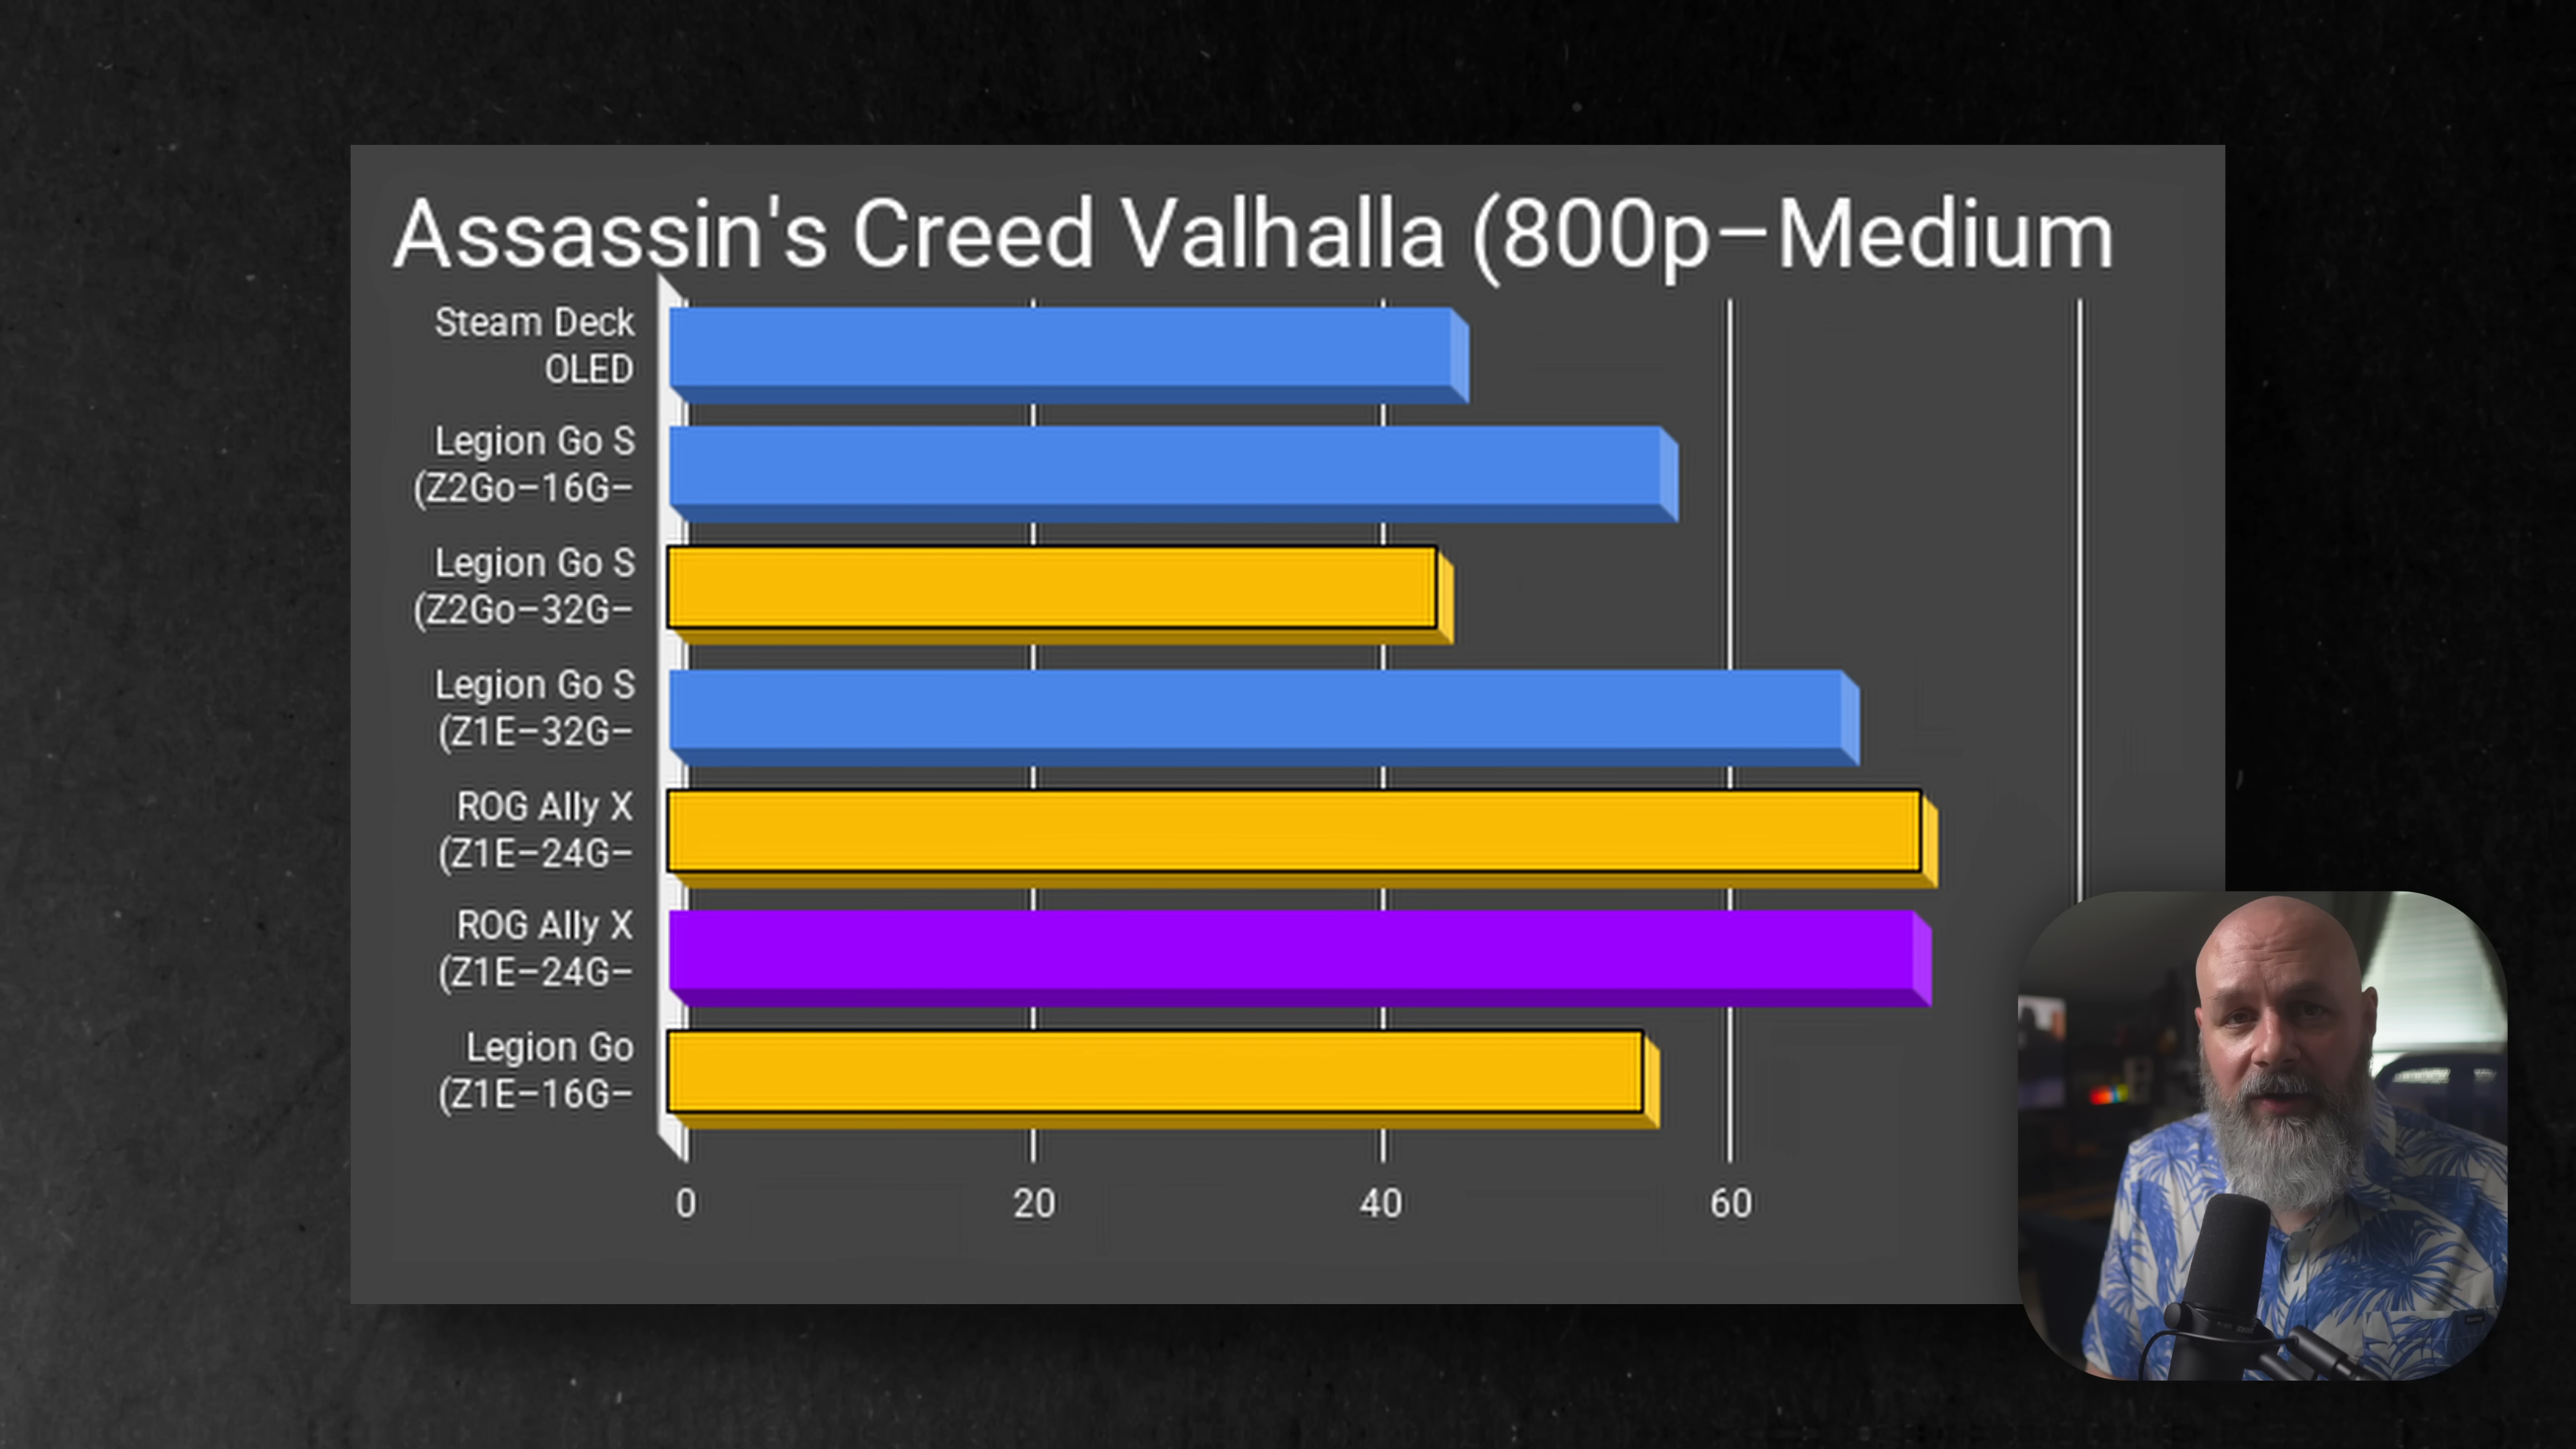 Assassin's Creed Valhalla (800p–Medium
Steam Deck
OLED
Legion Go S
(Z2Go–16G–
Legion Go S
(Z2Go–32G–
Legion Go S
(Z1E–32G–
ROG Ally X
(Z1E–24G–
ROG Ally X
(Z1E–24G–
Legion Go
(Z1E–16G–
0 20 40 60